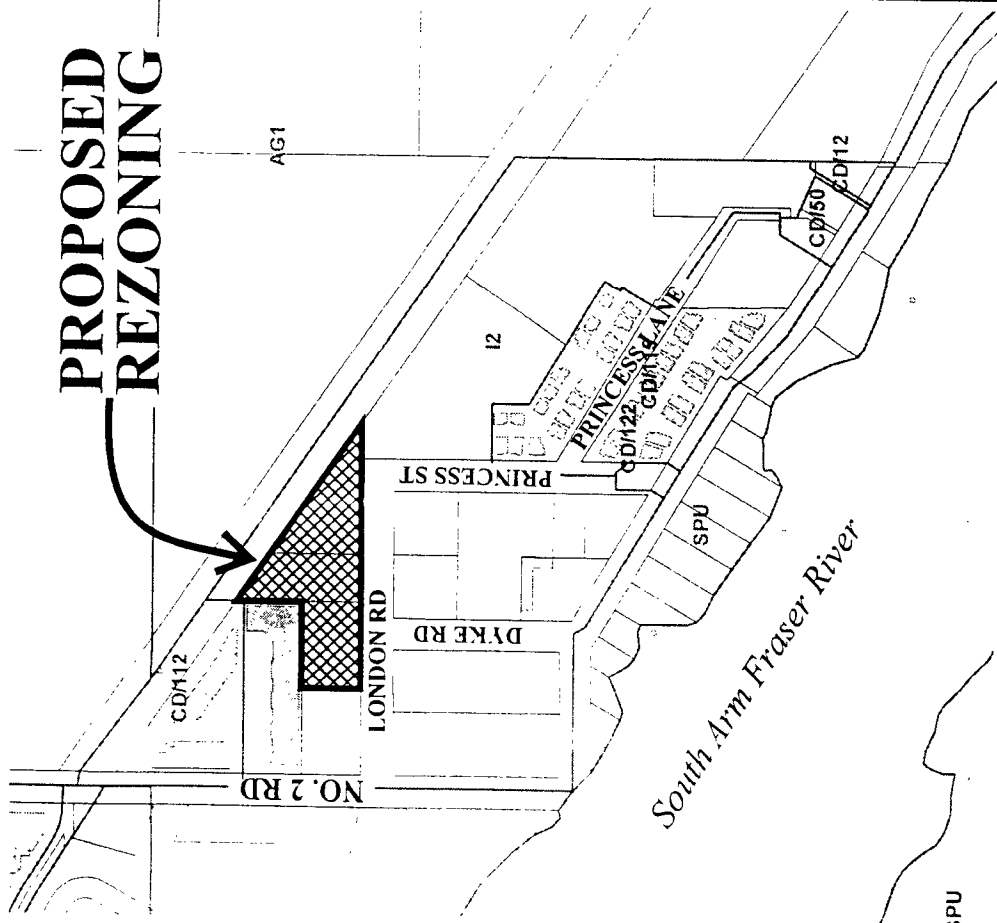 PROPOSED
REZONING
AG1
CD/12
CD/50
I2
PRINCESS LANE
CD/122
PRINCESS ST
SPU
DYKE RD
LONDON RD
CD/112
NO. 2 RD
South Arm Fraser River
SPU